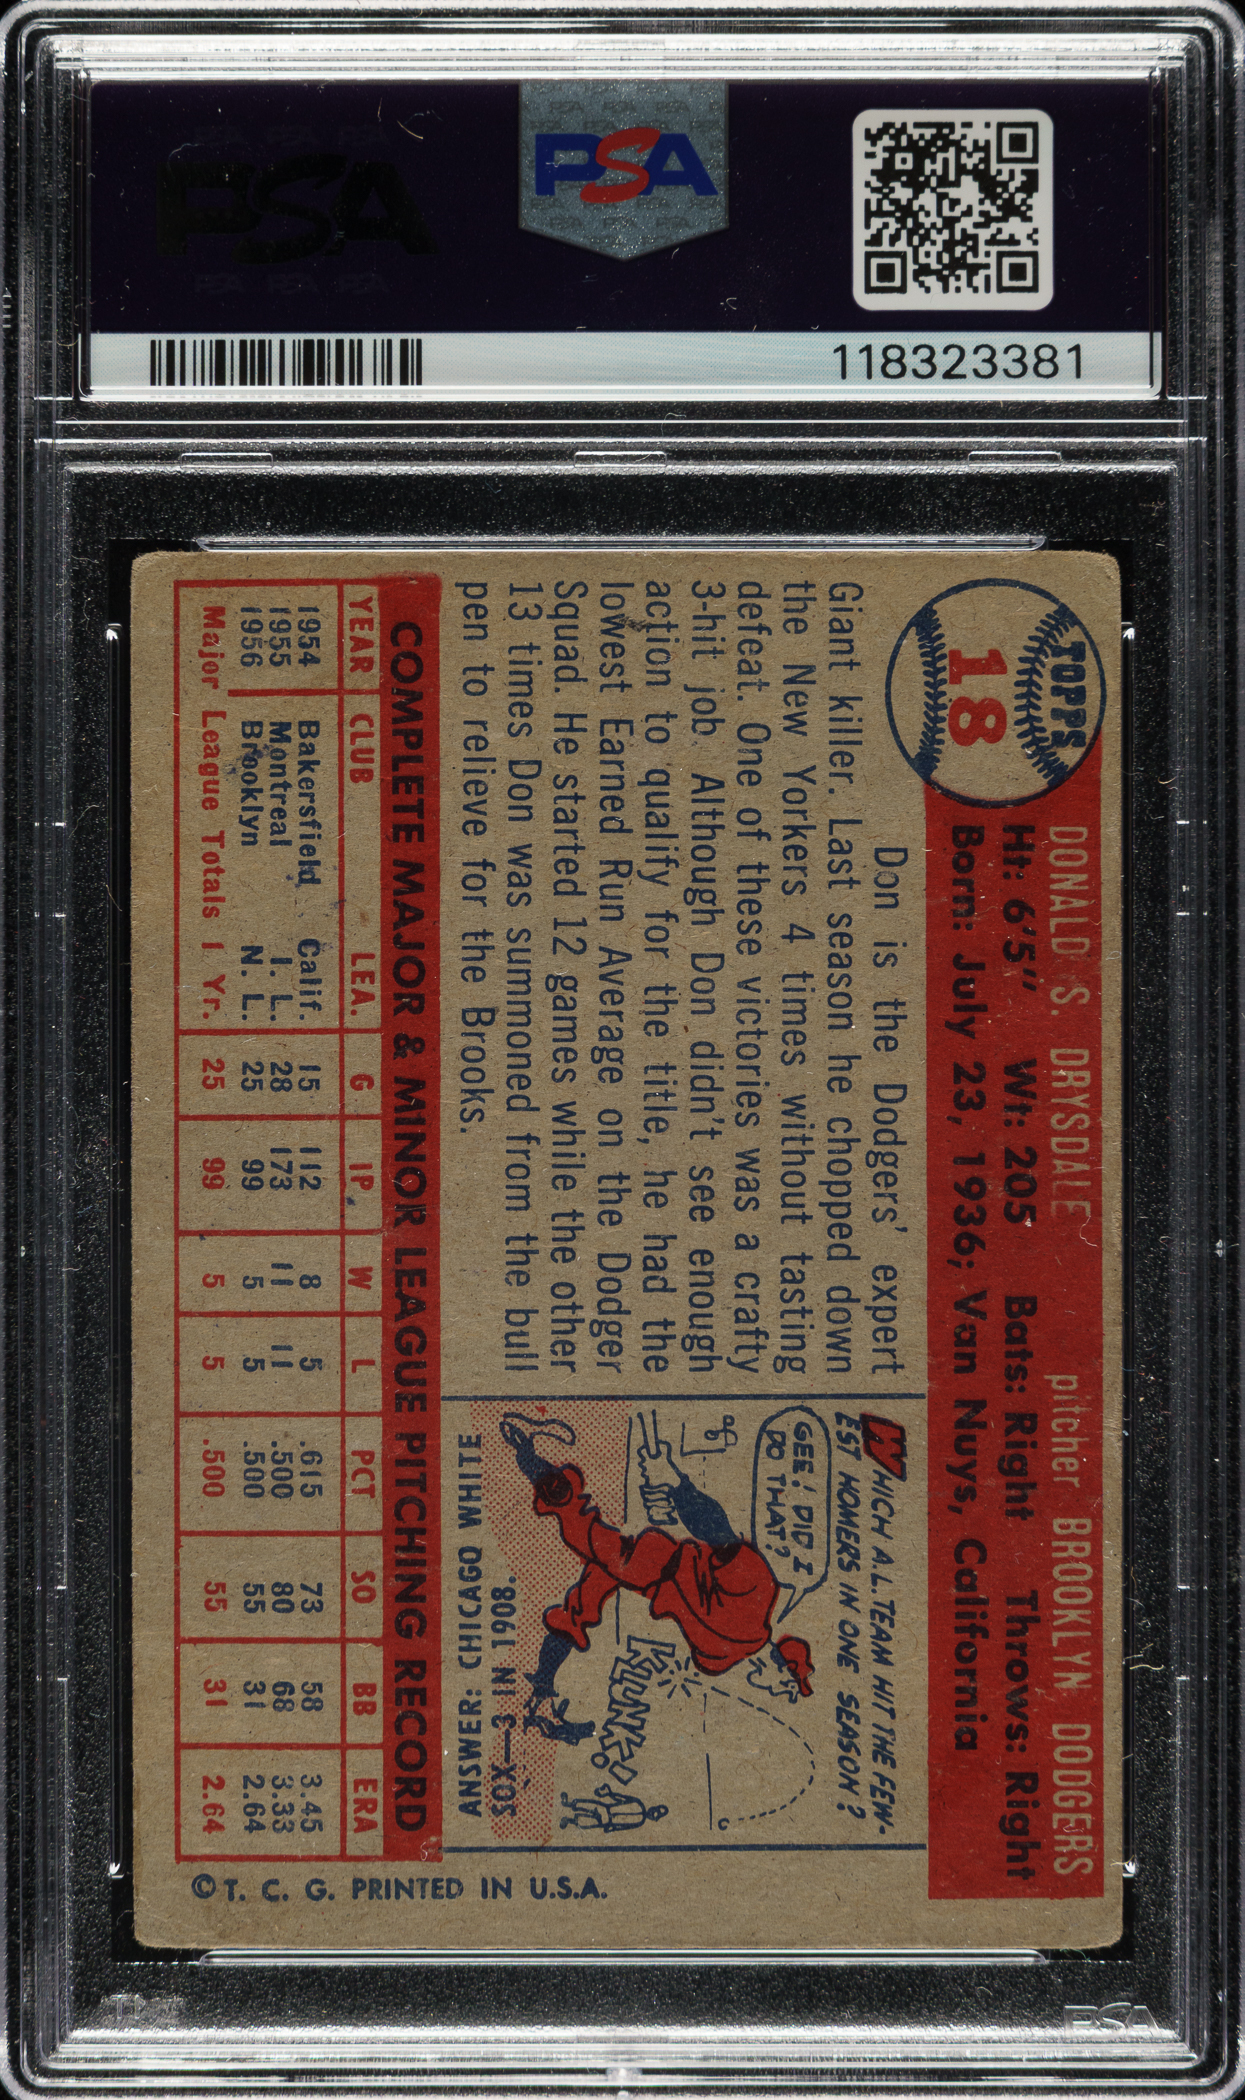 PSA
PSA
118323381
TOPPS
18
DONALD S. DRYSDALE pitcher BROOKLYN DODGERS
Ht: 6'5" Wt: 205 Bats: Right Throws: Right
Born: July 23, 1936; Van Nuys, California
Don is the Dodgers' expert
Giant killer. Last season he chopped down
the New Yorkers 4 times without tasting
defeat. One of these victories was a crafty
3-hit job. Although Don didn't see enough
action to qualify for the title, he had the
lowest Earned Run Average on the Dodger
Squad. He started 12 games while the other
13 times Don was summoned from the bull
pen to relieve for the Brooks.
WHICH A.L. TEAM HIT THE FEW-
EST HOMERS IN ONE SEASON?
GEE! DID I
DO THAT?
KLUNK!
ANSWER: CHICAGO WHITE
SOX—3 IN 1908.
COMPLETE MAJOR & MINOR LEAGUE PITCHING RECORD
YEAR CLUB LEA. G IP W L PCT SO BB ERA
1954 Bakersfield Calif. 15 112 8 5 .615 73 58 3.45
1955 Montreal I. L. 28 173 11 11 .500 80 68 3.33
1956 Brooklyn N. L. 25 99 5 5 .500 55 31 2.64
Major League Totals 1 Yr. 25 99 5 5 .500 55 31 2.64
© T. C. G. PRINTED IN U.S.A.
PSA